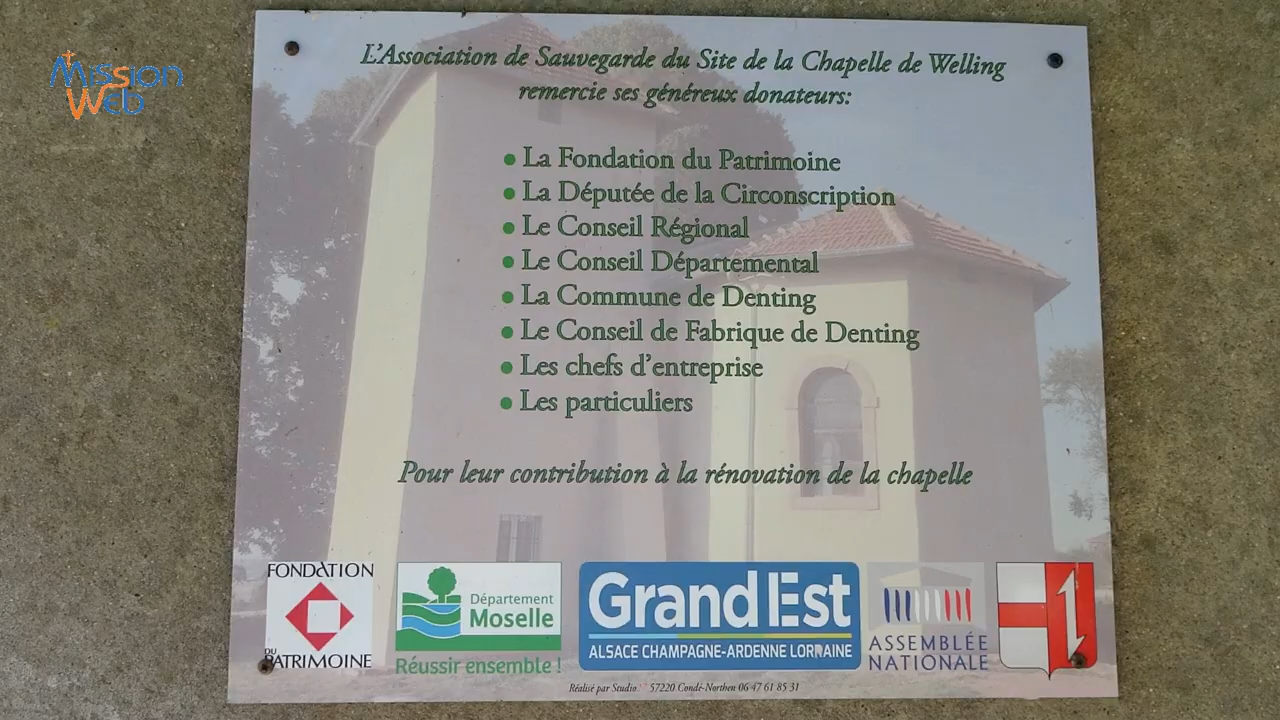 Mission
Web
L'Association de Sauvegarde du Site de la Chapelle de Welling
remercie ses généreux donateurs:
• La Fondation du Patrimoine
• La Députée de la Circonscription
• Le Conseil Régional
• Le Conseil Départemental
• La Commune de Denting
• Le Conseil de Fabrique de Denting
• Les chefs d'entreprise
• Les particuliers
Pour leur contribution à la rénovation de la chapelle
FONDATION
DU
PATRIMOINE
Département
Moselle
Réussir ensemble !
Grand Est
ALSACE CHAMPAGNE-ARDENNE LORRAINE
ASSEMBLÉE
NATIONALE
Réalisé par Studio 57220 Condé-Northen 06 47 61 85 31